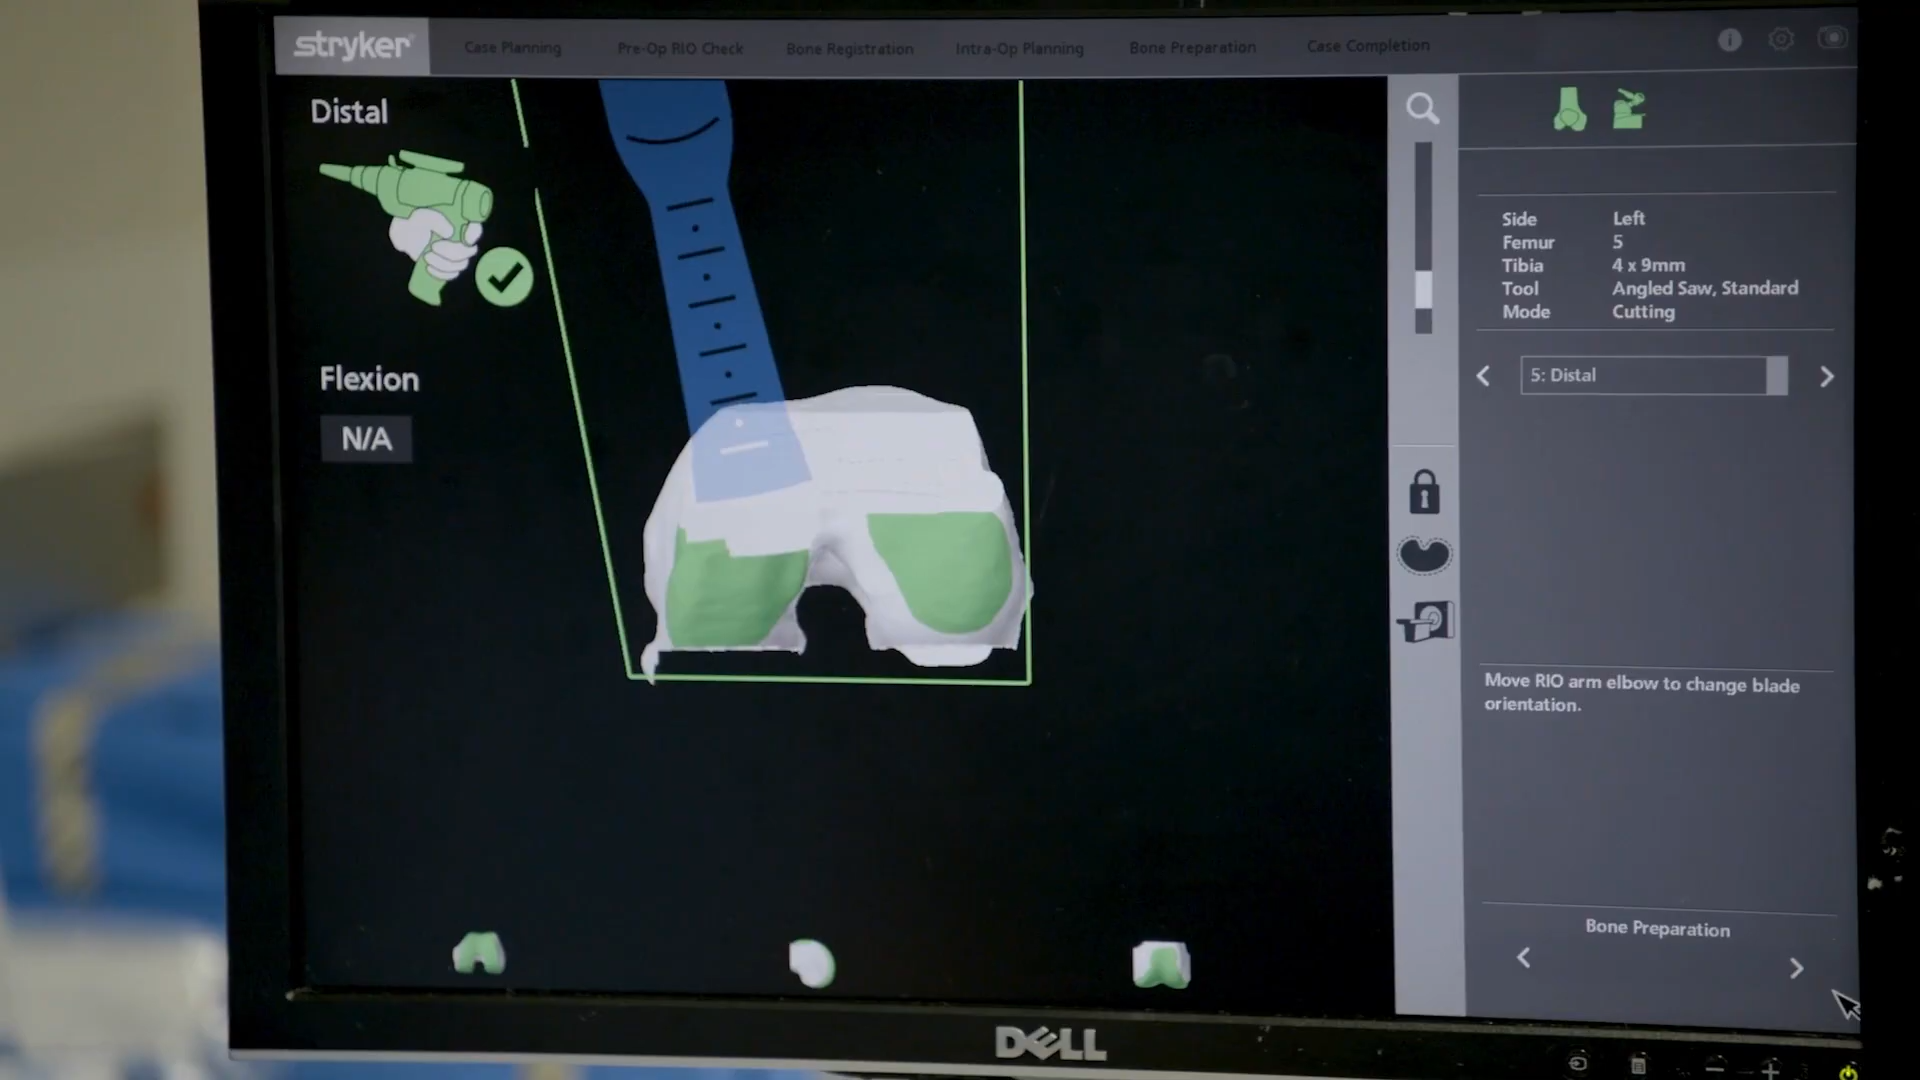 stryker
Case Planning
Pre-Op RIO Check
Bone Registration
Intra-Op Planning
Bone Preparation
Case Completion
Distal
Flexion
N/A
Side Left
Femur 5
Tibia 4 x 9mm
Tool Angled Saw, Standard
Mode Cutting
5: Distal
Move RIO arm elbow to change blade
orientation.
Bone Preparation
DELL